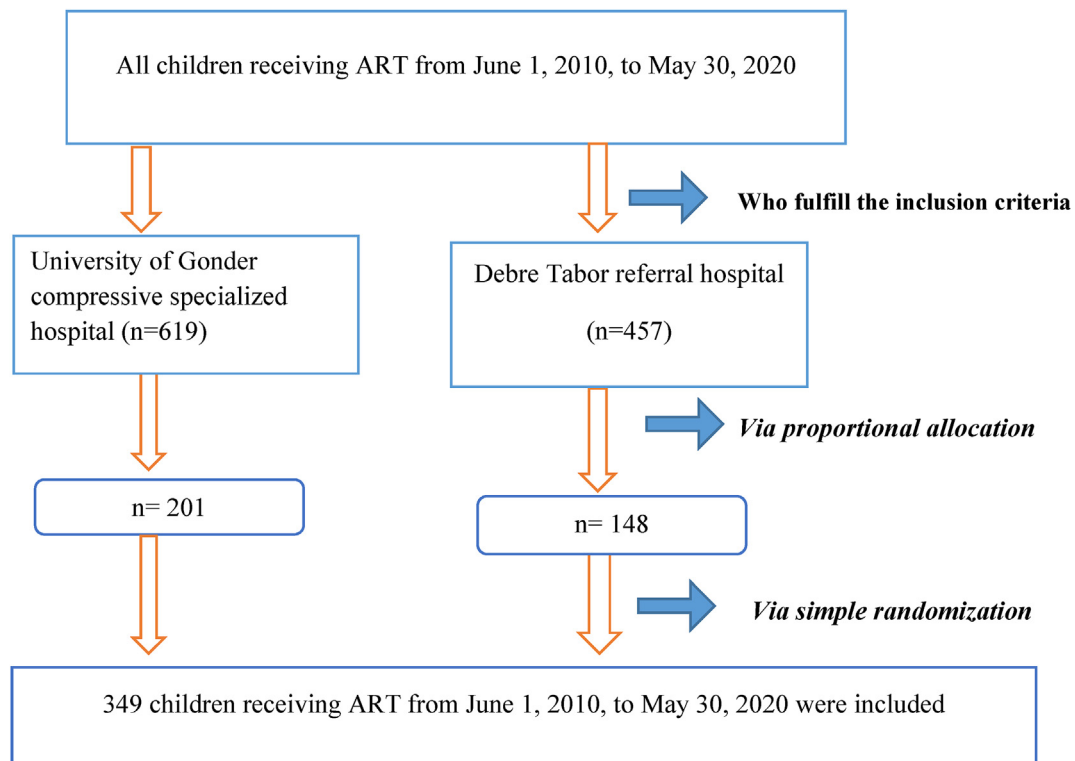 All children receiving ART from June 1, 2010, to May 30, 2020
Who fulfill the inclusion criteria
University of Gonder
compressive specialized
hospital (n=619)
Debre Tabor referral hospital
(n=457)
Via proportional allocation
n= 201
n= 148
Via simple randomization
349 children receiving ART from June 1, 2010, to May 30, 2020 were included